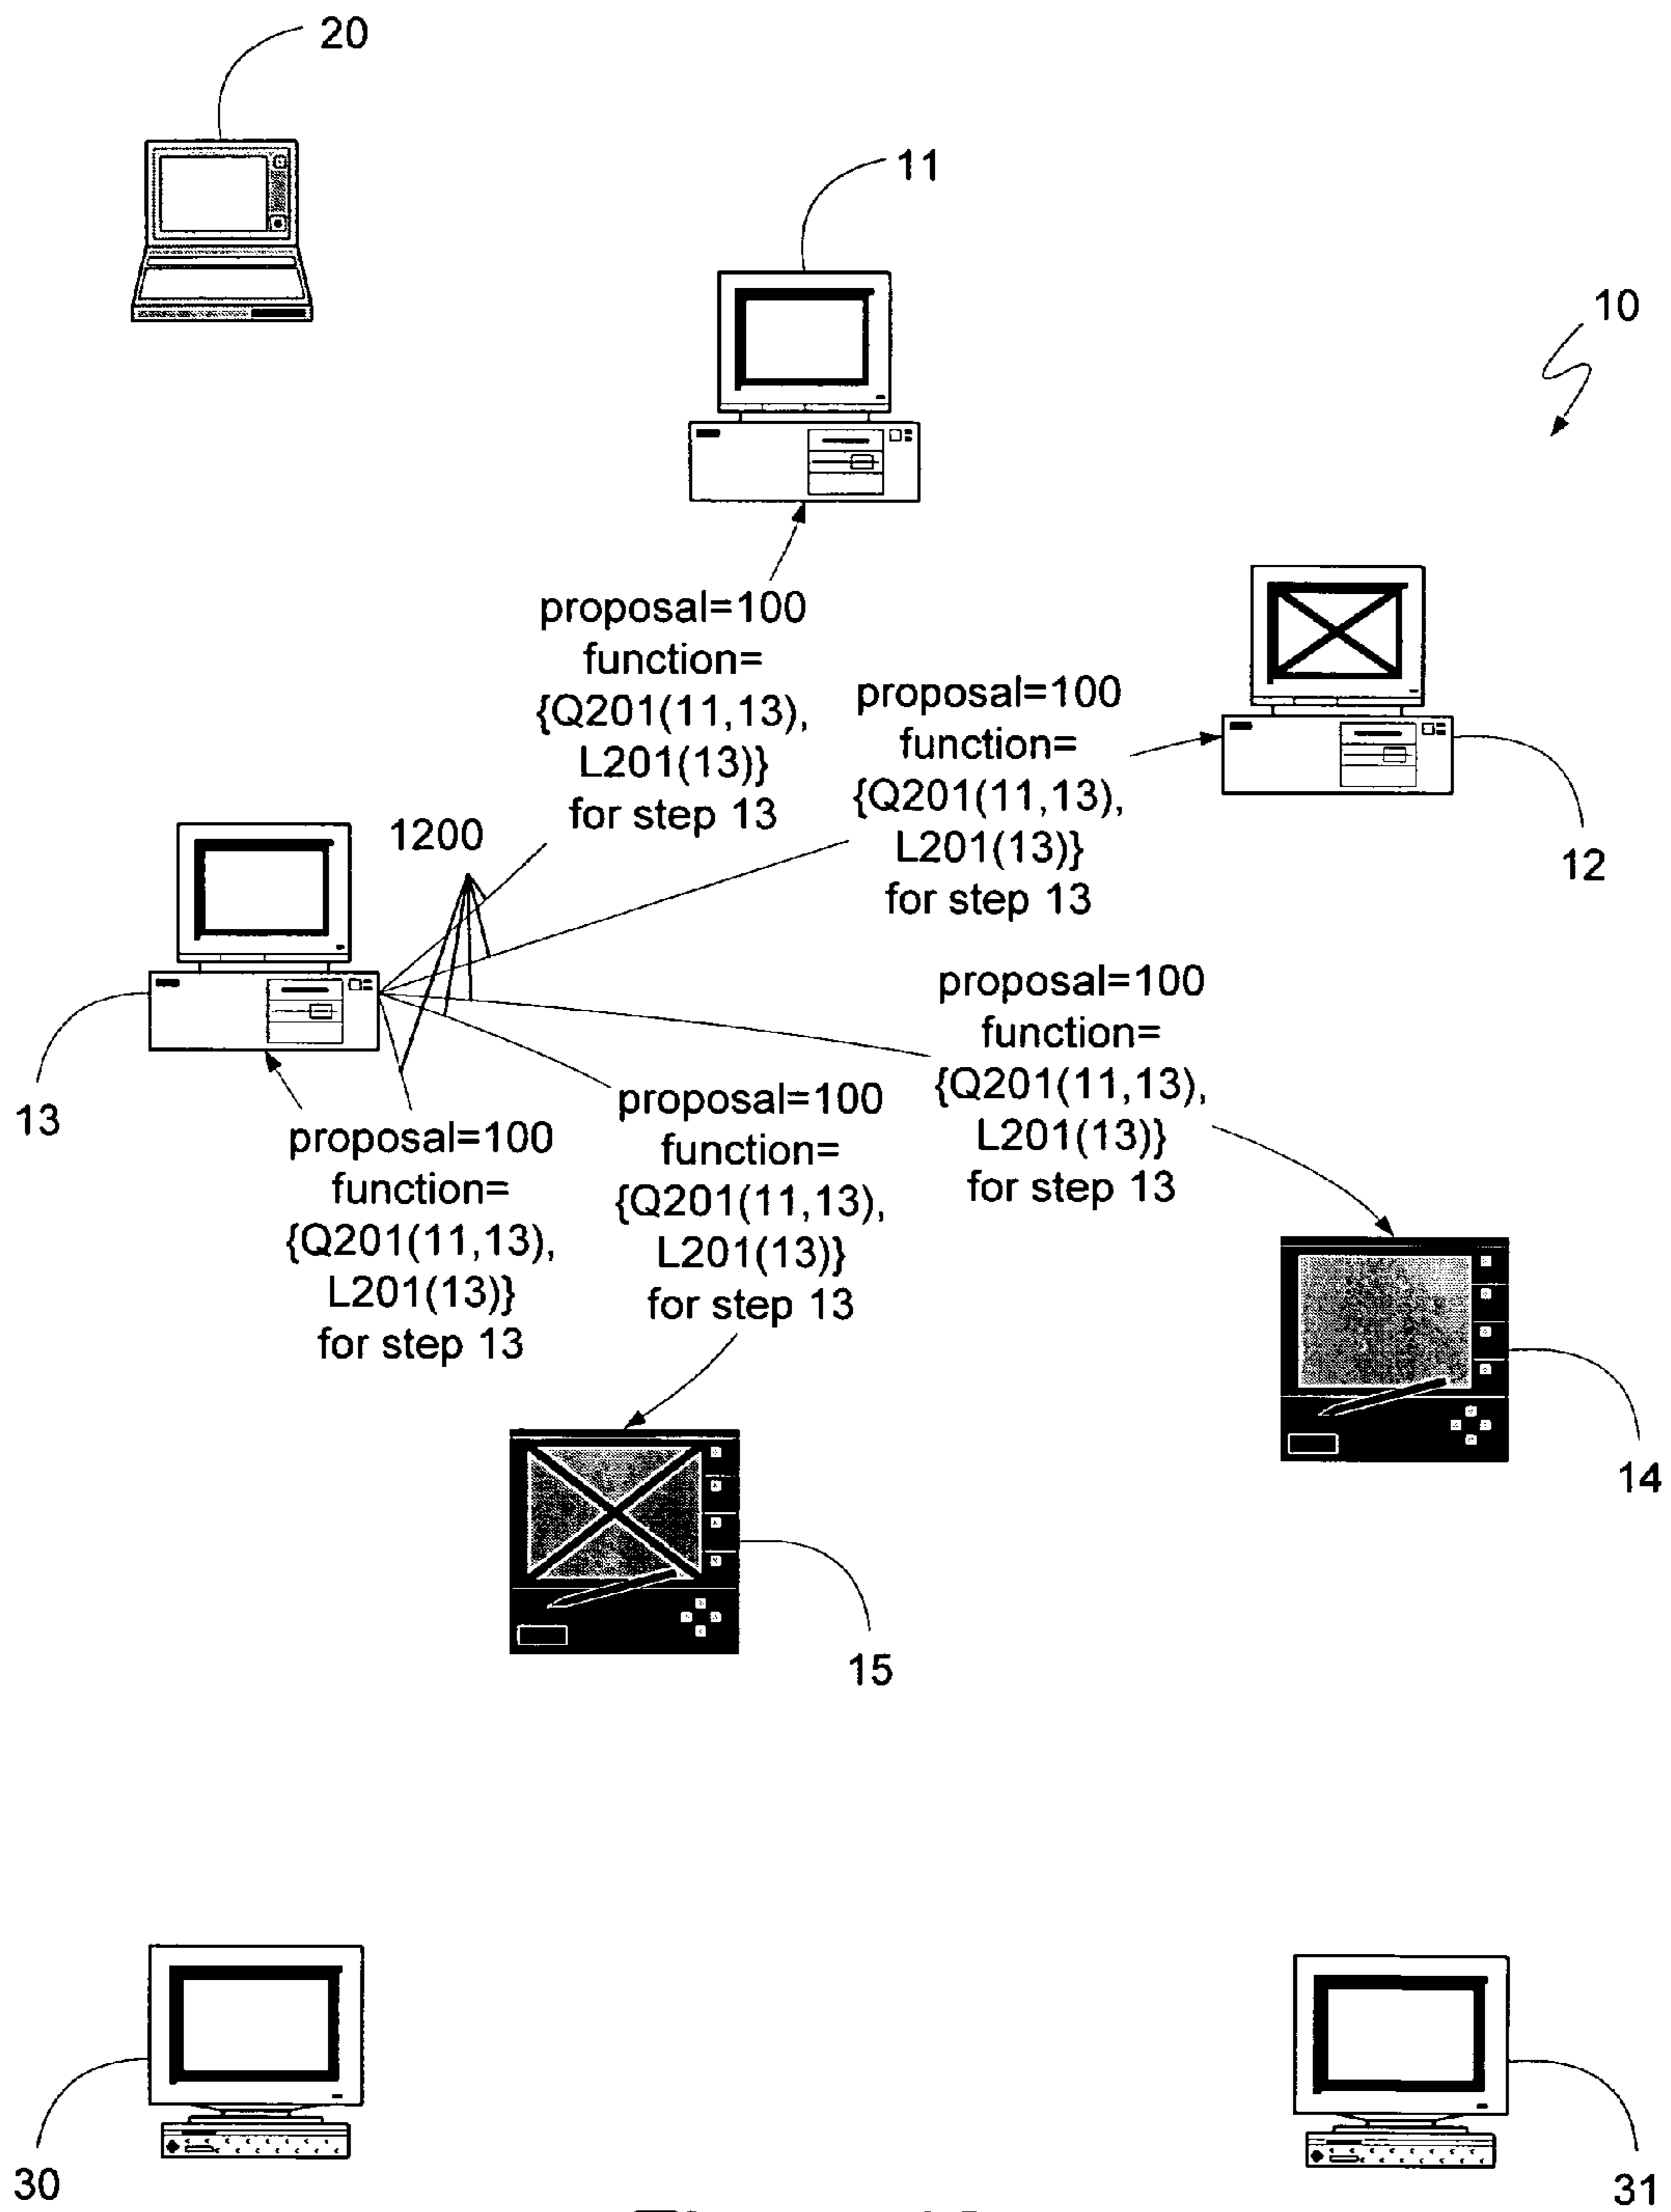 20
11
10
proposal=100
function=
{Q201(11,13),
L201(13)}
for step 13
proposal=100
function=
{Q201(11,13),
L201(13)}
for step 13
12
1200
13
proposal=100
function=
{Q201(11,13),
L201(13)}
for step 13
proposal=100
function=
{Q201(11,13),
L201(13)}
for step 13
proposal=100
function=
{Q201(11,13),
L201(13)}
for step 13
14
15
30
31